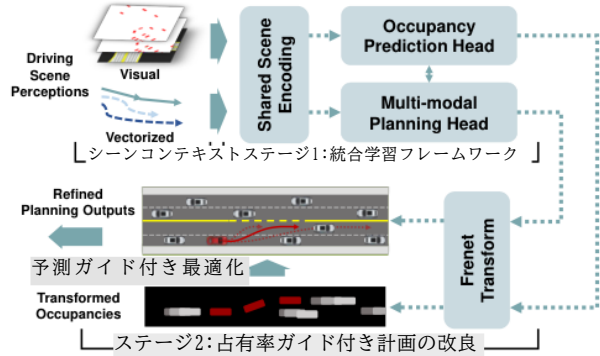 Driving
Scene
Perceptions
Visual
Vectorized
Shared Scene
Encoding
Occupancy
Prediction Head
Multi-modal
Planning Head
シーンコンテキストステージ1:統合学習フレームワーク
Refined
Planning Outputs
予測ガイド付き最適化
Transformed
Occupancies
Frenet
Transform
ステージ2:占有率ガイド付き計画の改良